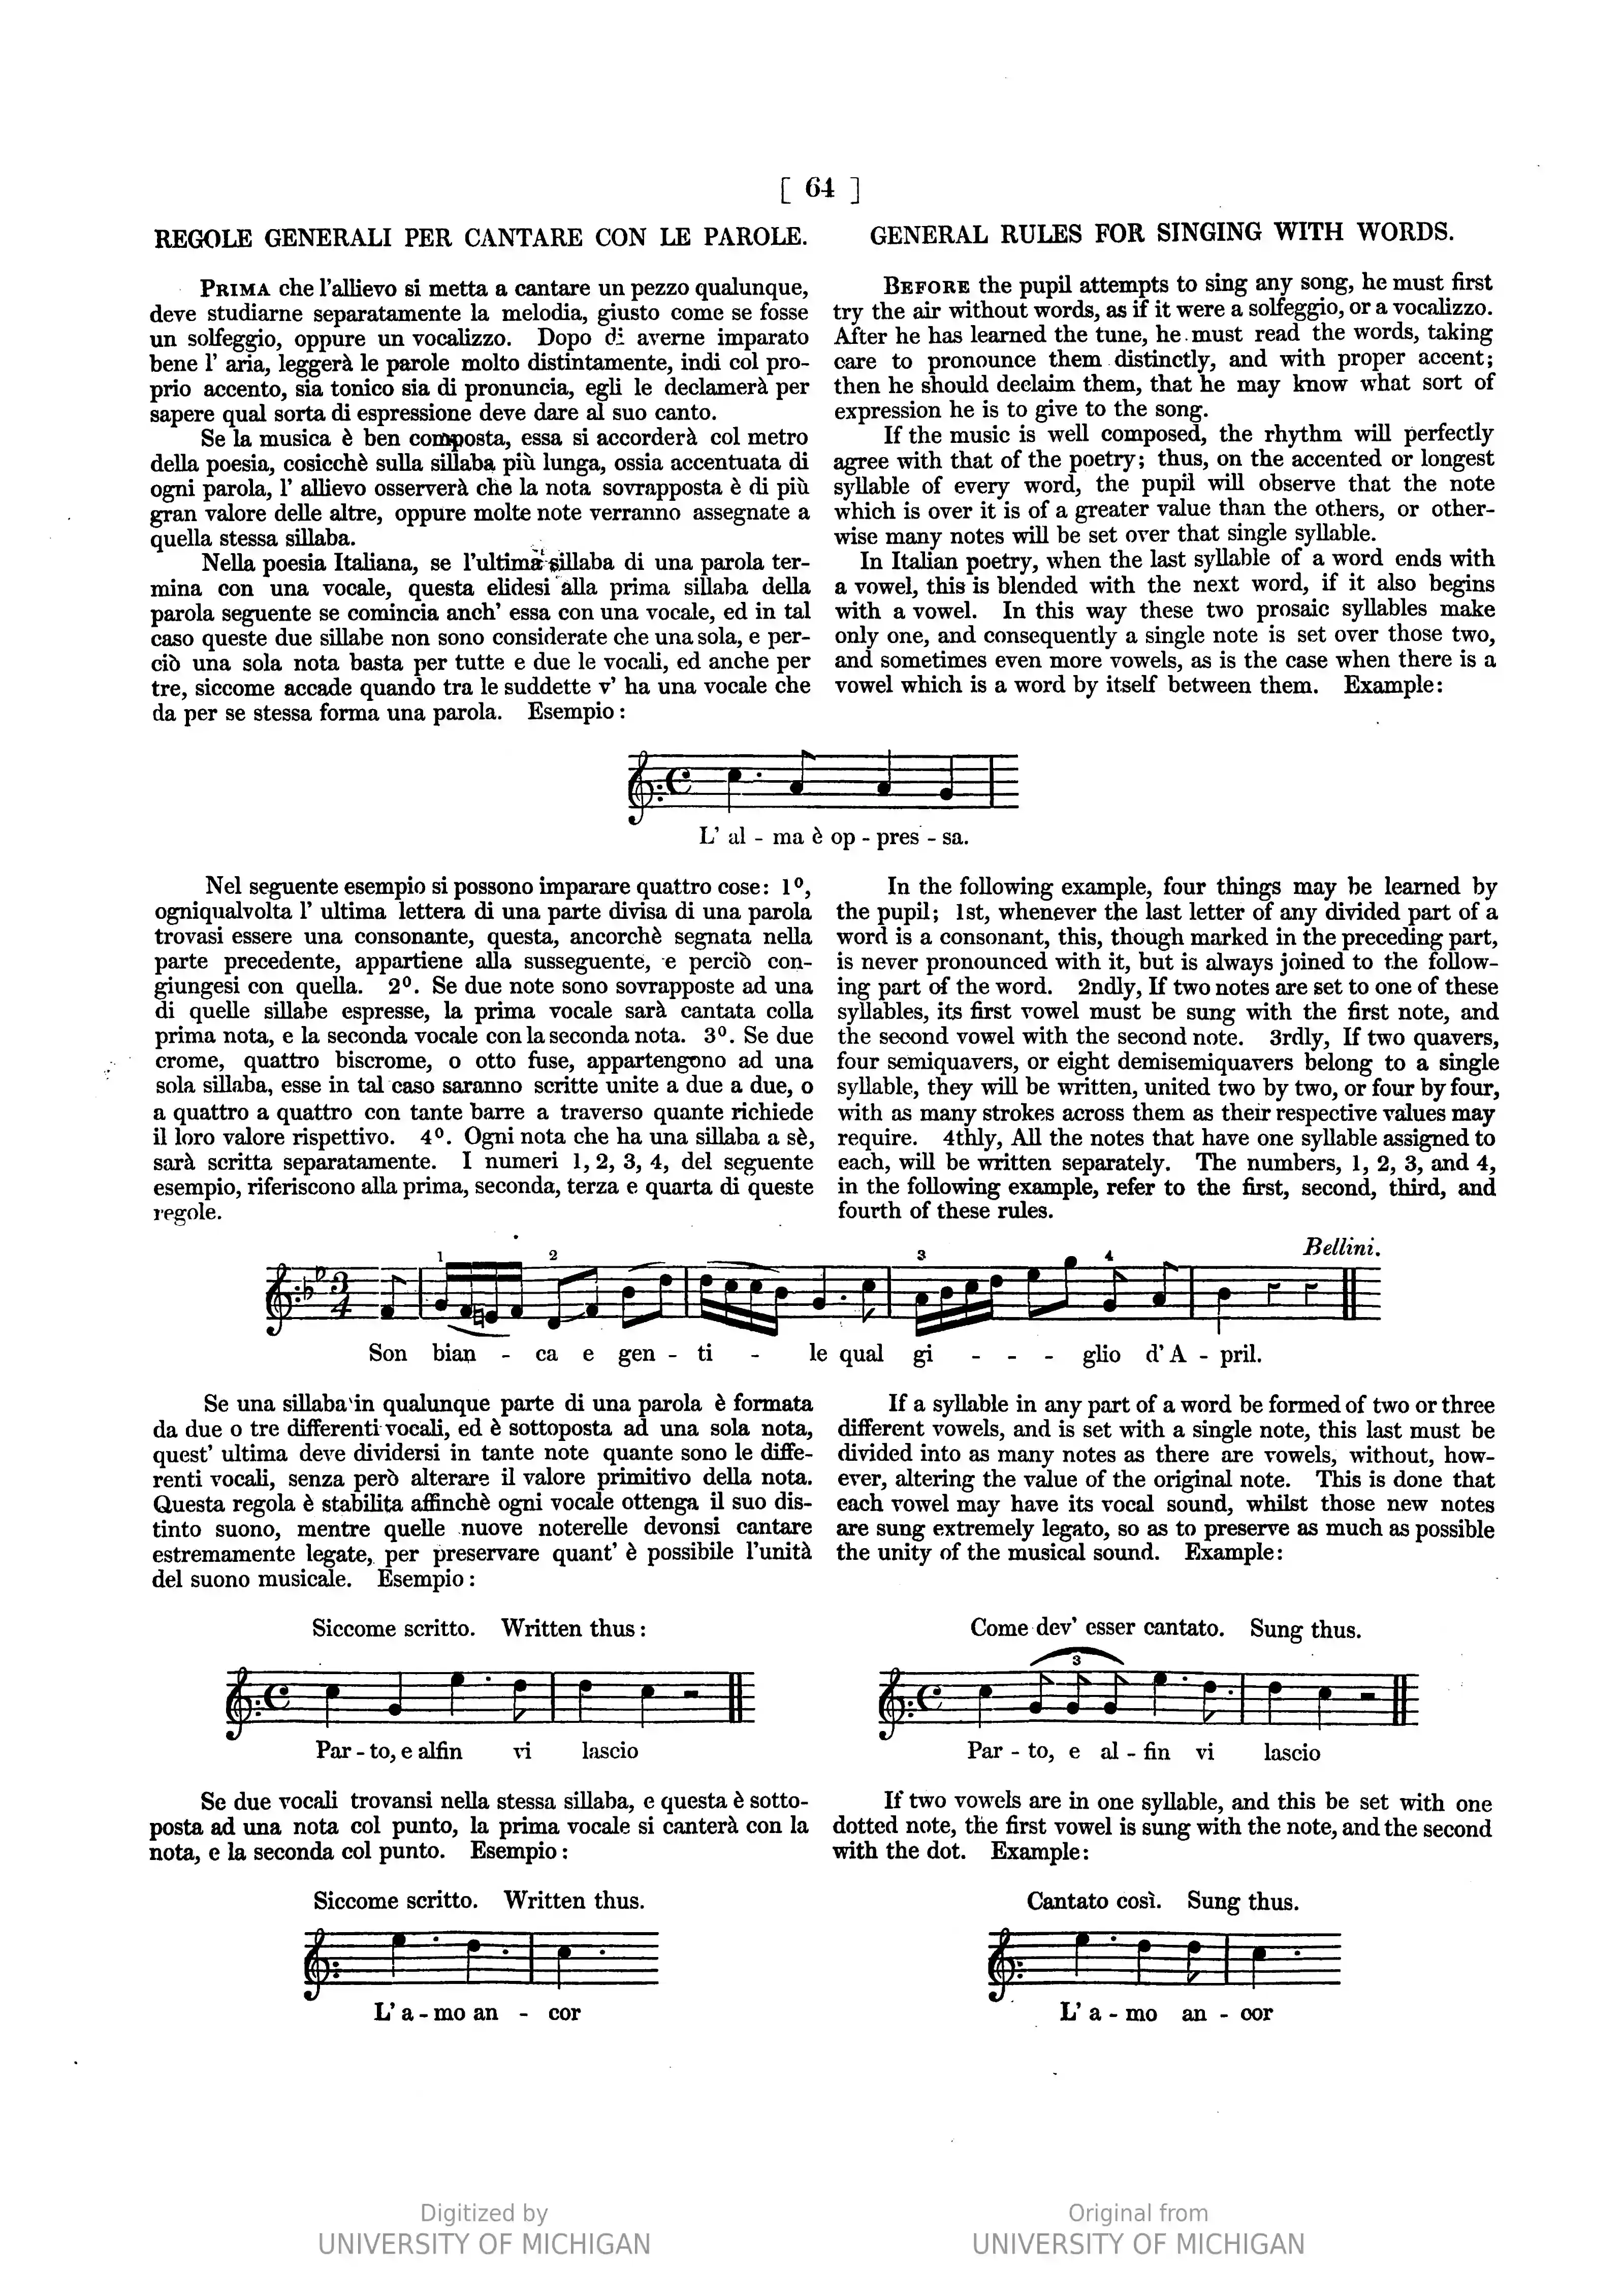 [ 64 ]
REGOLE GENERALI PER CANTARE CON LE PAROLE.
PRIMA che l'allievo si metta a cantare un pezzo qualunque,
deve studiarne separatamente la melodia, giusto come se fosse
un solfeggio, oppure un vocalizzo. Dopo di averne imparato
bene l' aria, leggerà le parole molto distintamente, indi col pro-
prio accento, sia tonico sia di pronuncia, egli le declamerà per
sapere qual sorta di espressione deve dare al suo canto.
Se la musica è ben composta, essa si accorderà col metro
della poesia, cosicchè sulla sillaba più lunga, ossia accentuata di
ogni parola, l' allievo osserverà che la nota sovrapposta è di più
gran valore delle altre, oppure molte note verranno assegnate a
quella stessa sillaba.
Nella poesia Italiana, se l'ultima sillaba di una parola ter-
mina con una vocale, questa elidesi alla prima sillaba della
parola seguente se comincia anch' essa con una vocale, ed in tal
caso queste due sillabe non sono considerate che una sola, e per-
ciò una sola nota basta per tutte e due le vocali, ed anche per
tre, siccome accade quando tra le suddette v' ha una vocale che
da per se stessa forma una parola. Esempio :
GENERAL RULES FOR SINGING WITH WORDS.
BEFORE the pupil attempts to sing any song, he must first
try the air without words, as if it were a solfeggio, or a vocalizzo.
After he has learned the tune, he must read the words, taking
care to pronounce them distinctly, and with proper accent;
then he should declaim them, that he may know what sort of
expression he is to give to the song.
If the music is well composed, the rhythm will perfectly
agree with that of the poetry; thus, on the accented or longest
syllable of every word, the pupil will observe that the note
which is over it is of a greater value than the others, or other-
wise many notes will be set over that single syllable.
In Italian poetry, when the last syllable of a word ends with
a vowel, this is blended with the next word, if it also begins
with a vowel. In this way these two prosaic syllables make
only one, and consequently a single note is set over those two,
and sometimes even more vowels, as is the case when there is a
vowel which is a word by itself between them. Example:
L' al - ma è op - pres - sa.
Nel seguente esempio si possono imparare quattro cose: 1º,
ogniqualvolta l' ultima lettera di una parte divisa di una parola
trovasi essere una consonante, questa, ancorchè segnata nella
parte precedente, appartiene alla susseguente, e perciò con-
giungesi con quella. 2º. Se due note sono sovrapposte ad una
di quelle sillabe espresse, la prima vocale sarà cantata colla
prima nota, e la seconda vocale con la seconda nota. 3º. Se due
crome, quattro biscrome, o otto fuse, appartengono ad una
sola sillaba, esse in tal caso saranno scritte unite a due a due, o
a quattro a quattro con tante barre a traverso quante richiede
il loro valore rispettivo. 4º. Ogni nota che ha una sillaba a sè,
sarà scritta separatamente. I numeri 1, 2, 3, 4, del seguente
esempio, riferiscono alla prima, seconda, terza e quarta di queste
regole.
In the following example, four things may be learned by
the pupil; 1st, whenever the last letter of any divided part of a
word is a consonant, this, though marked in the preceding part,
is never pronounced with it, but is always joined to the follow-
ing part of the word. 2ndly, If two notes are set to one of these
syllables, its first vowel must be sung with the first note, and
the second vowel with the second note. 3rdly, If two quavers,
four semiquavers, or eight demisemiquavers belong to a single
syllable, they will be written, united two by two, or four by four,
with as many strokes across them as their respective values may
require. 4thly, All the notes that have one syllable assigned to
each, will be written separately. The numbers, 1, 2, 3, and 4,
in the following example, refer to the first, second, third, and
fourth of these rules.
Bellini.
1 2 3 4
3
4
Son bian - ca e gen - ti - le qual gi - - - glio d' A - pril.
Se una sillaba in qualunque parte di una parola è formata
da due o tre differenti vocali, ed è sottoposta ad una sola nota,
quest' ultima deve dividersi in tante note quante sono le diffe-
renti vocali, senza però alterare il valore primitivo della nota.
Questa regola è stabilita affinchè ogni vocale ottenga il suo dis-
tinto suono, mentre quelle nuove noterelle devonsi cantare
estremamente legate, per preservare quant' è possibile l'unità
del suono musicale. Esempio :
If a syllable in any part of a word be formed of two or three
different vowels, and is set with a single note, this last must be
divided into as many notes as there are vowels, without, how-
ever, altering the value of the original note. This is done that
each vowel may have its vocal sound, whilst those new notes
are sung extremely legato, so as to preserve as much as possible
the unity of the musical sound. Example:
Siccome scritto. Written thus :
Par - to, e alfin vi lascio
Come dev' esser cantato. Sung thus.
3
Par - to, e al - fin vi lascio
Se due vocali trovansi nella stessa sillaba, e questa è sotto-
posta ad una nota col punto, la prima vocale si canterà con la
nota, e la seconda col punto. Esempio :
If two vowels are in one syllable, and this be set with one
dotted note, the first vowel is sung with the note, and the second
with the dot. Example:
Siccome scritto. Written thus.
L' a - mo an - cor
Cantato così. Sung thus.
L' a - mo an - cor
Digitized by
UNIVERSITY OF MICHIGAN
Original from
UNIVERSITY OF MICHIGAN